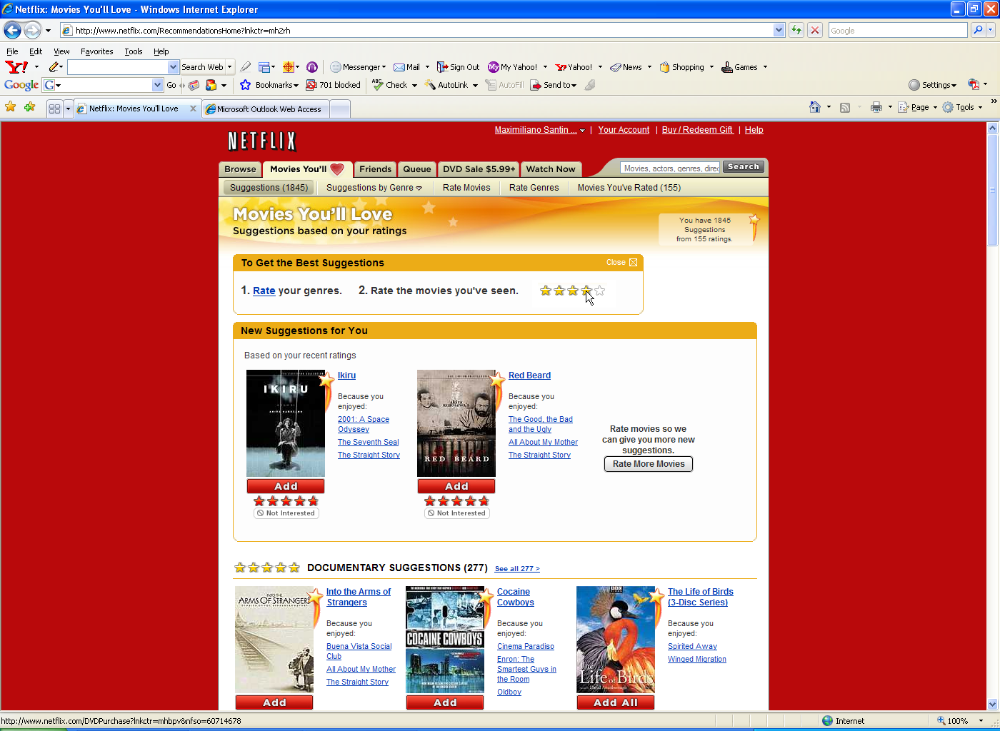 Netflix: Movies You'll Love - Windows Internet Explorer
http://www.netflix.com/RecommendationsHome?lnkctr=mh2rh
Google
File Edit View Favorites Tools Help
Y! Search Web Messenger Mail Sign Out My Yahoo! Yahoo! News Shopping Games
Google G Go Bookmarks 701 blocked ABC Check AutoLink AutoFill Send to Settings
Netflix: Movies You'll Love Microsoft Outlook Web Access Page Tools
NETFLIX
Maximiliano Santin ... | Your Account | Buy / Redeem Gift | Help
Browse Movies You'll Friends Queue DVD Sale $5.99+ Watch Now Movies, actors, genres, direc Search
Suggestions (1845) Suggestions by Genre Rate Movies Rate Genres Movies You've Rated (155)
Movies You'll Love
Suggestions based on your ratings
You have 1845
Suggestions
from 155 ratings.
To Get the Best Suggestions Close
1. Rate your genres. 2. Rate the movies you've seen.
New Suggestions for You
Based on your recent ratings
IKIRU
AKIRA KUROSAWA
Add
Not Interested
Ikiru
Because you
enjoyed:
2001: A Space
Odyssey
The Seventh Seal
The Straight Story
akira
kurosawa's
RED BEARD
Add
Not Interested
Red Beard
Because you
enjoyed:
The Good, the Bad
and the Ugly
All About My Mother
The Straight Story
Rate movies so we
can give you more new
suggestions.
Rate More Movies
DOCUMENTARY SUGGESTIONS (277) See all 277 >
INTO THE
ARMS OF STRANGERS
Add
Into the Arms of
Strangers
Because you
enjoyed:
Buena Vista Social
Club
All About My Mother
The Straight Story
COCAINE COWBOYS
Add
Cocaine
Cowboys
Because you
enjoyed:
Cinema Paradiso
Enron: The
Smartest Guys in
the Room
Oldboy
BBC
The
Life of Birds
David Attenborough
Add All
The Life of Birds
(3-Disc Series)
Because you
enjoyed:
Spirited Away
Winged Migration
http://www.netflix.com/DVDPurchase?lnkctr=mhbpv&nfso=60714678 Internet 100%